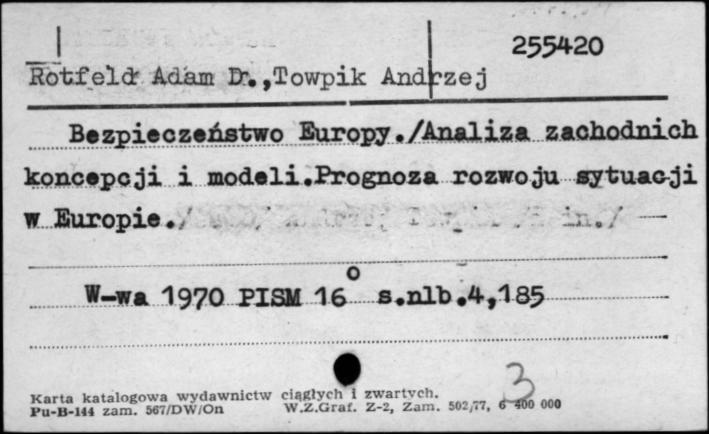 255420
Rotfeld Adam D., Towpik Andrzej
Bezpieczeństwo Europy./Analiza zachodnich
koncepcji i modeli.Prognoza rozwoju sytuacji
w Europie./
W-wa 1970 PISM 16° s.nlb.4,185
3
Karta katalogowa wydawnictw ciągłych i zwartych.
Pu-B-144 zam. 567/DW/On W.Z.Graf. Z-2, Zam. 502/77, 6 400 000